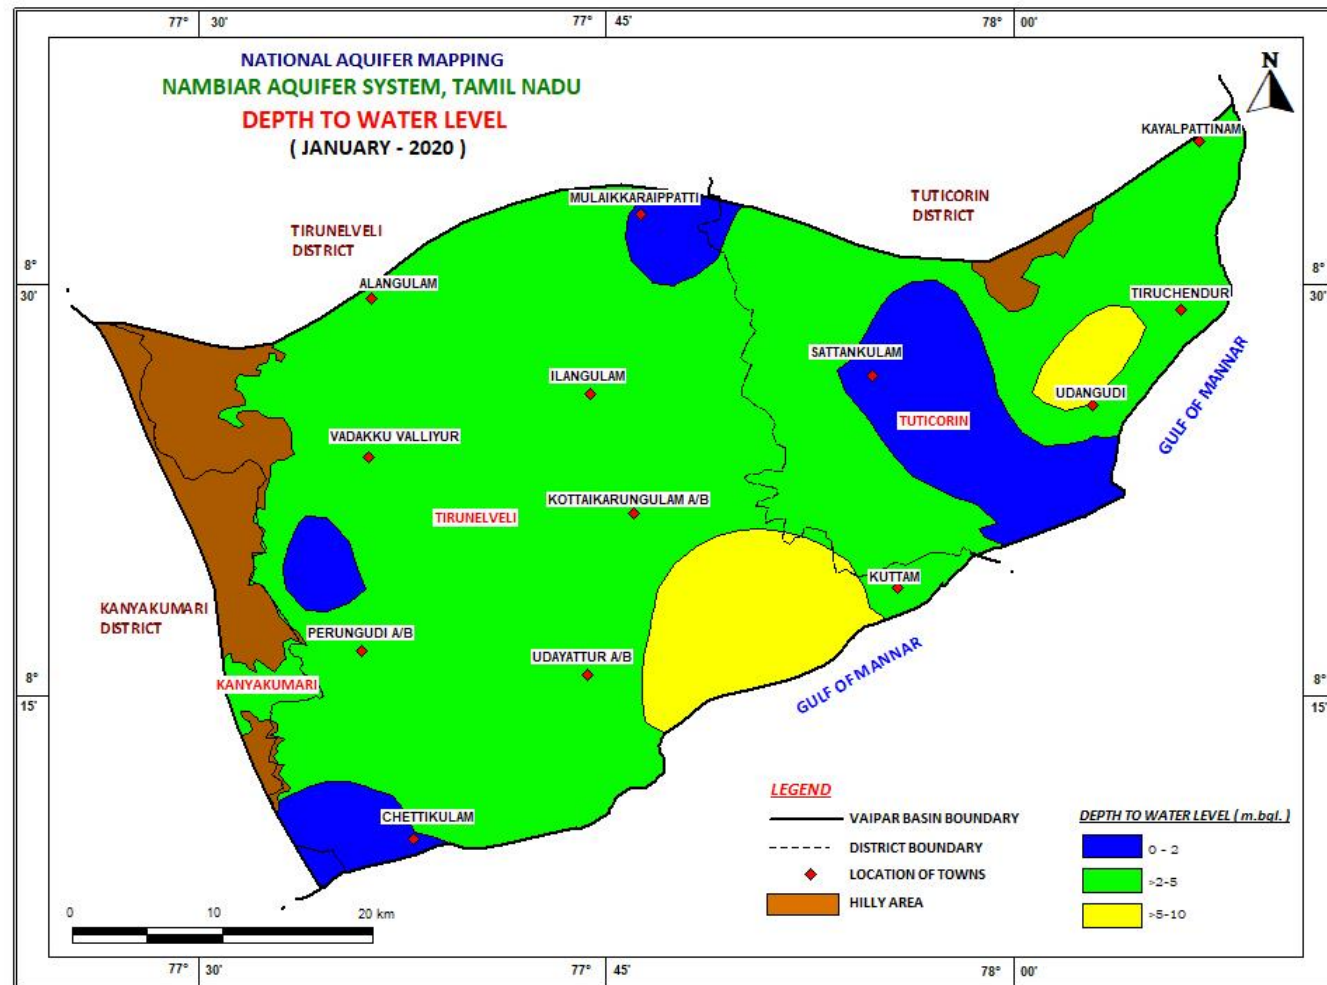 77° 30'
77° 45'
78° 00'
NATIONAL AQUIFER MAPPING
NAMBIAR AQUIFER SYSTEM, TAMIL NADU
DEPTH TO WATER LEVEL
( JANUARY - 2020 )
N
KAYALPATTINAM
MULAIKKARAIPPATTI
TUTICORIN
DISTRICT
TIRUNELVELI
DISTRICT
8°
30'
8°
30'
ALANGULAM
TIRUCHENDUR
SATTANKULAM
ILANGULAM
UDANGUDI
GULF OF MANNAR
TUTICORIN
VADAKKU VALLIYUR
KOTTAIKARUNGULAM A/B
TIRUNELVELI
KUTTAM
KANYAKUMARI
DISTRICT
PERUNGUDI A/B
UDAYATTUR A/B
GULF OF MANNAR
KANYAKUMARI
8°
15'
8°
15'
CHETTIKULAM
LEGEND
VAIPAR BASIN BOUNDARY
DISTRICT BOUNDARY
LOCATION OF TOWNS
HILLY AREA
DEPTH TO WATER LEVEL ( m.bgl. )
0 - 2
>2-5
>5-10
0 10 20 km
77° 30'
77° 45'
78° 00'